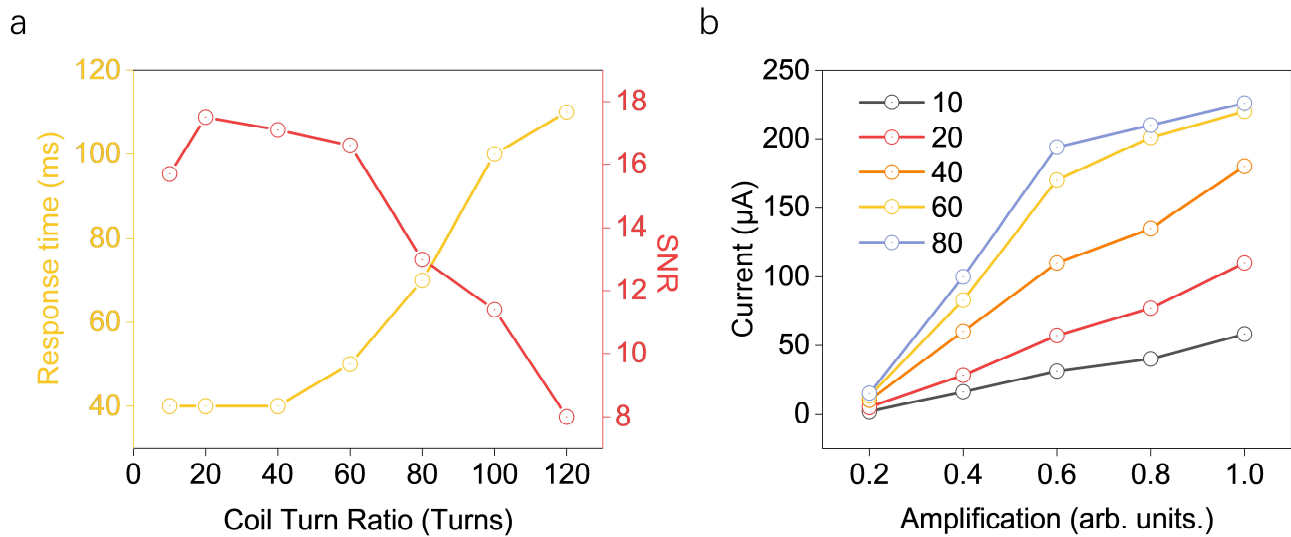 a
120
100
80
60
40
Response time (ms)
18
16
14
12
10
8
SNR
0 20 40 60 80 100 120
Coil Turn Ratio (Turns)
b
250
200
150
100
50
0
Current (μA)
10
20
40
60
80
0.2 0.4 0.6 0.8 1.0
Amplification (arb. units.)